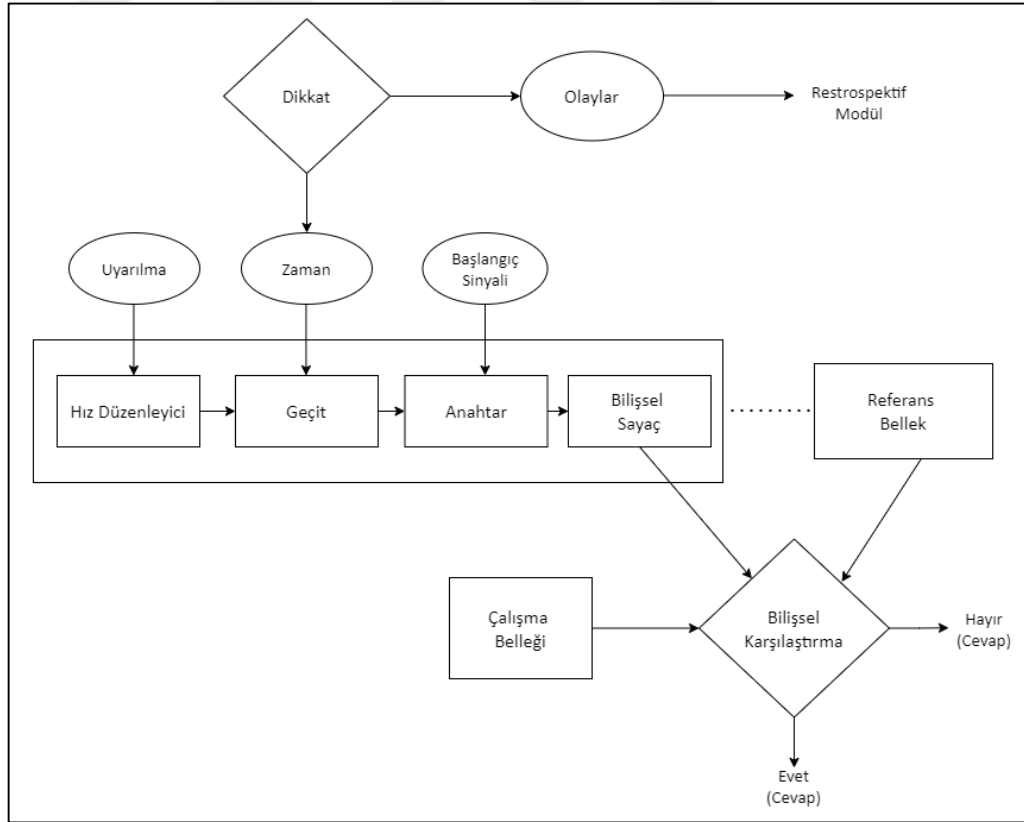 Dikkat
Olaylar
Restrospektif
Modül
Uyarılma
Zaman
Başlangıç
Sinyali
Hız Düzenleyici
Geçit
Anahtar
Bilişsel
Sayaç
Referans
Bellek
Çalışma
Belleği
Bilişsel
Karşılaştırma
Hayır
(Cevap)
Evet
(Cevap)